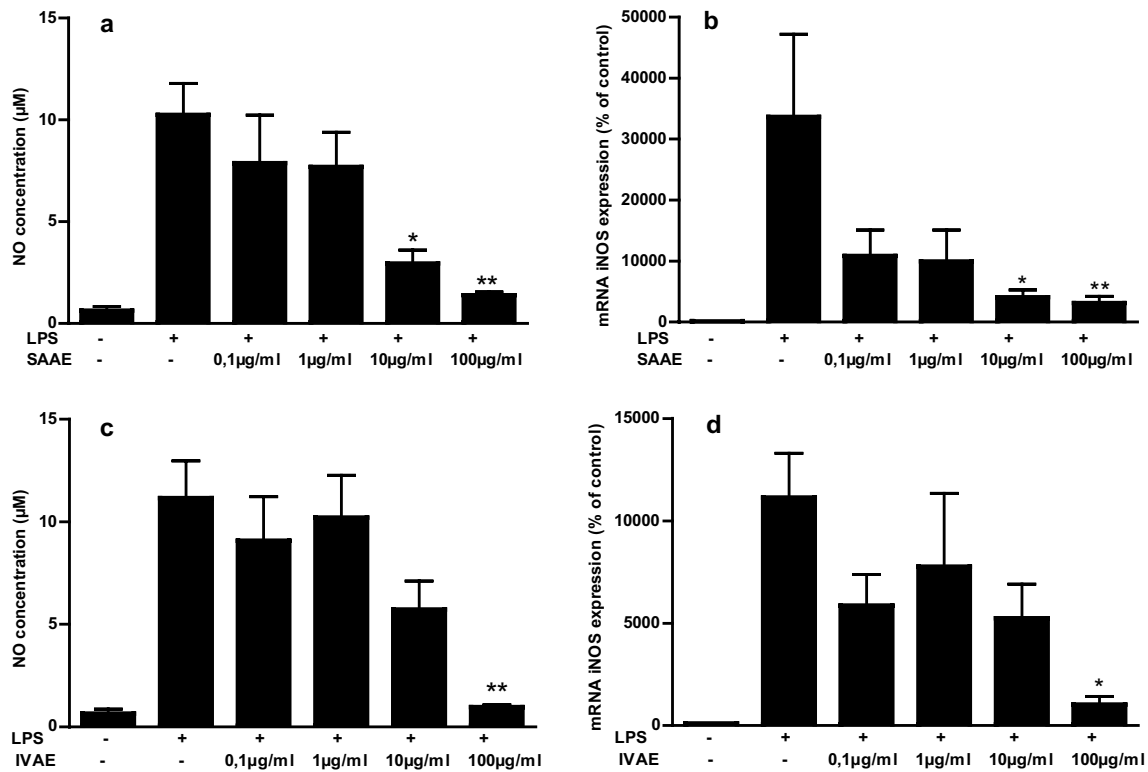 a
NO concentration (µM)
15
10
5
0
LPS - + + + + +
SAAE - - 0,1µg/ml 1µg/ml 10µg/ml 100µg/ml
* **
b
mRNA iNOS expression (% of control)
50000
40000
30000
20000
10000
0
LPS - + + + + +
SAAE - - 0,1µg/ml 1µg/ml 10µg/ml 100µg/ml
* **
c
NO concentration (µM)
15
10
5
0
LPS - + + + + +
IVAE - - 0,1µg/ml 1µg/ml 10µg/ml 100µg/ml
**
d
mRNA iNOS expression (% of control)
15000
10000
5000
0
LPS - + + + + +
IVAE - - 0,1µg/ml 1µg/ml 10µg/ml 100µg/ml
*